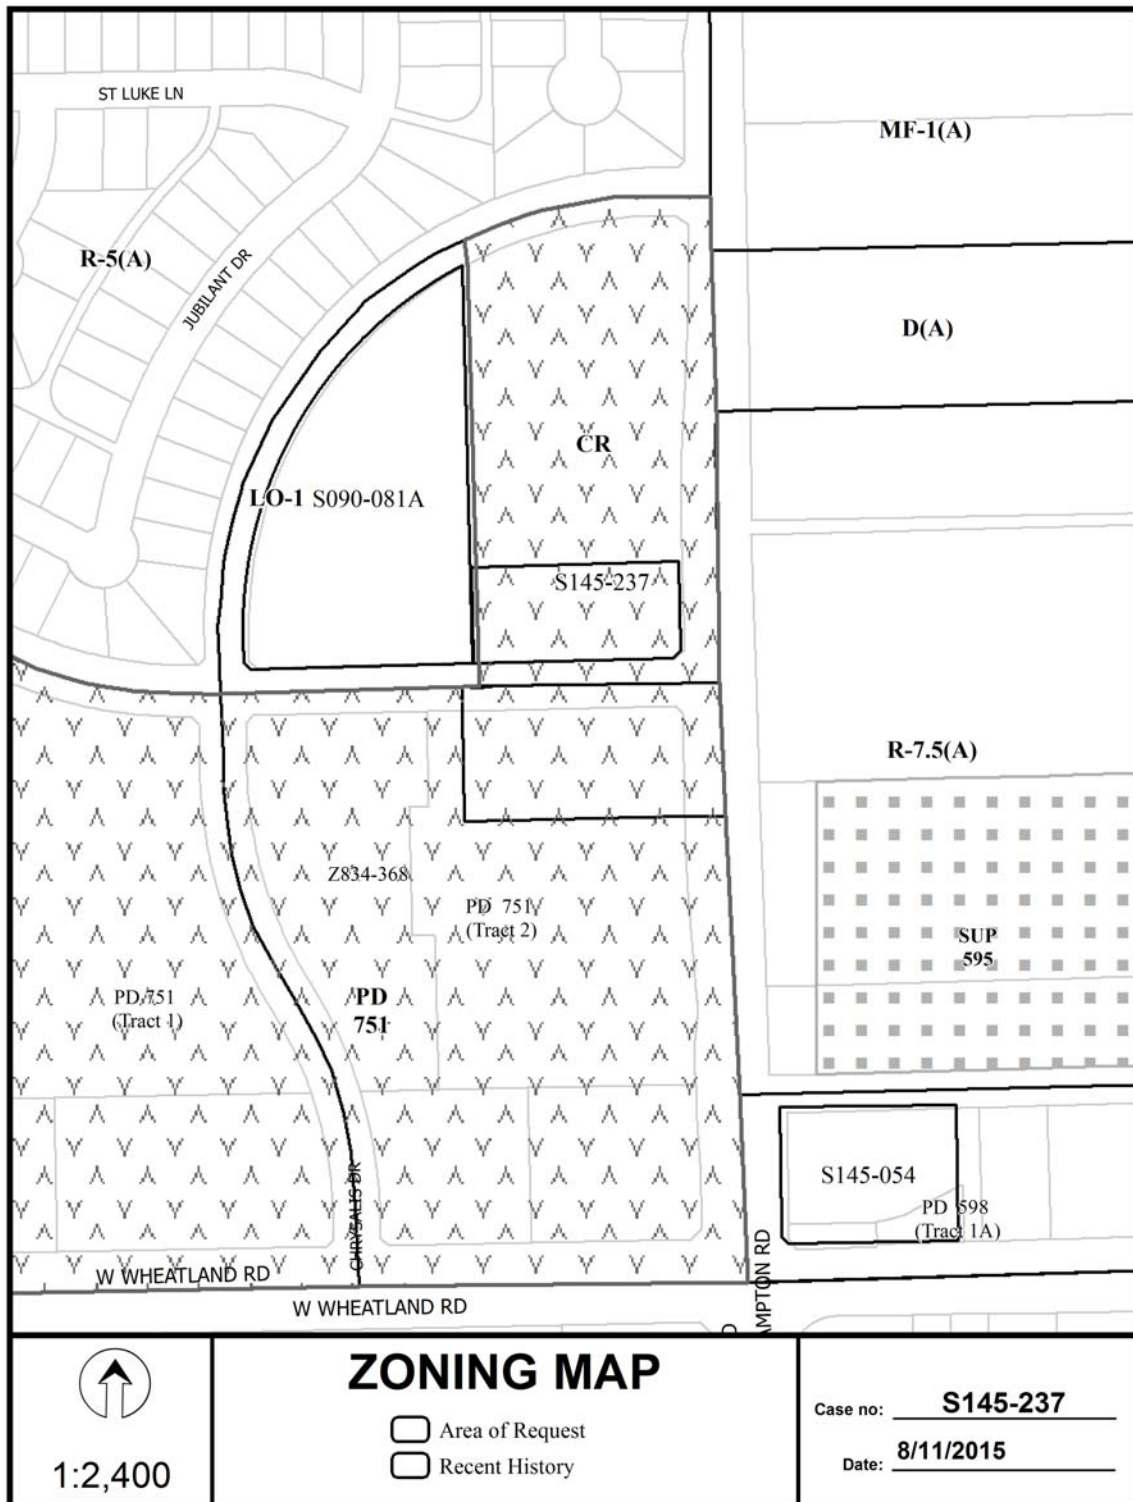 ST LUKE LN
MF-1(A)
R-5(A)
JUBILANT DR
D(A)
CR
LO-1 S090-081A
S145-237
R-7.5(A)
Z834-368
PD 751
(Tract 2)
SUP
595
PD 751
(Tract 1)
PD
751
S145-054
PD 598
(Tract 1A)
CHRYSALIS DR
W WHEATLAND RD
W WHEATLAND RD
AMPTON RD
D
ZONING MAP
Area of Request
Recent History
1:2,400
Case no: S145-237
Date: 8/11/2015